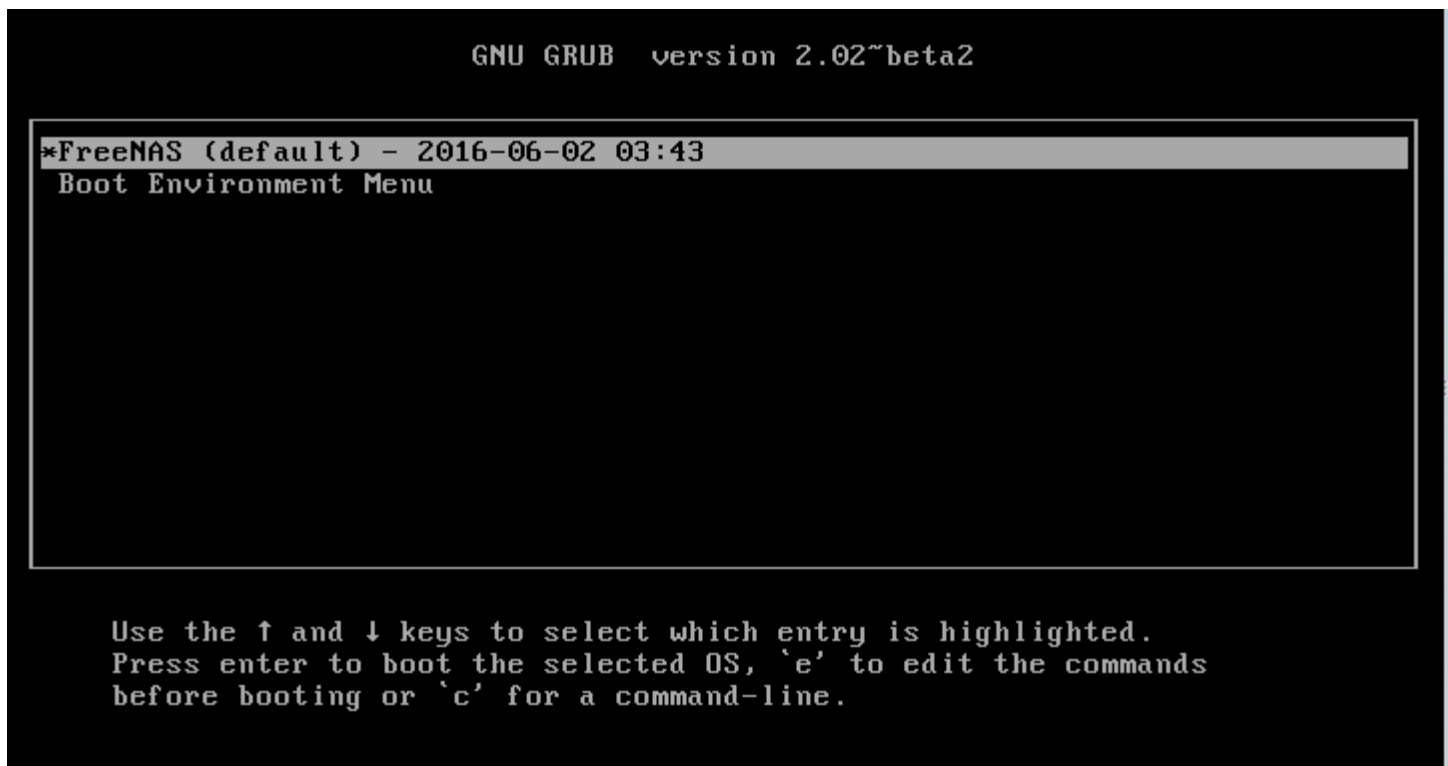 GNU GRUB  version 2.02~beta2
*FreeNAS (default) - 2016-06-02 03:43
Boot Environment Menu
Use the ↑ and ↓ keys to select which entry is highlighted.
Press enter to boot the selected OS, `e' to edit the commands
before booting or `c' for a command-line.